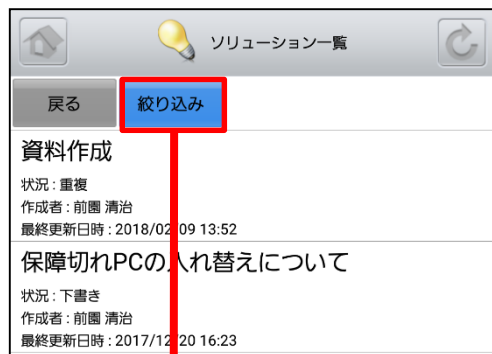 ソリューション一覧
戻る 絞り込み
資料作成
状況 : 重複
作成者 : 前園 清治
最終更新日時 : 2018/02/09 13:52
保障切れPCの入れ替えについて
状況 : 下書き
作成者 : 前園 清治
最終更新日時 : 2017/12/20 16:23